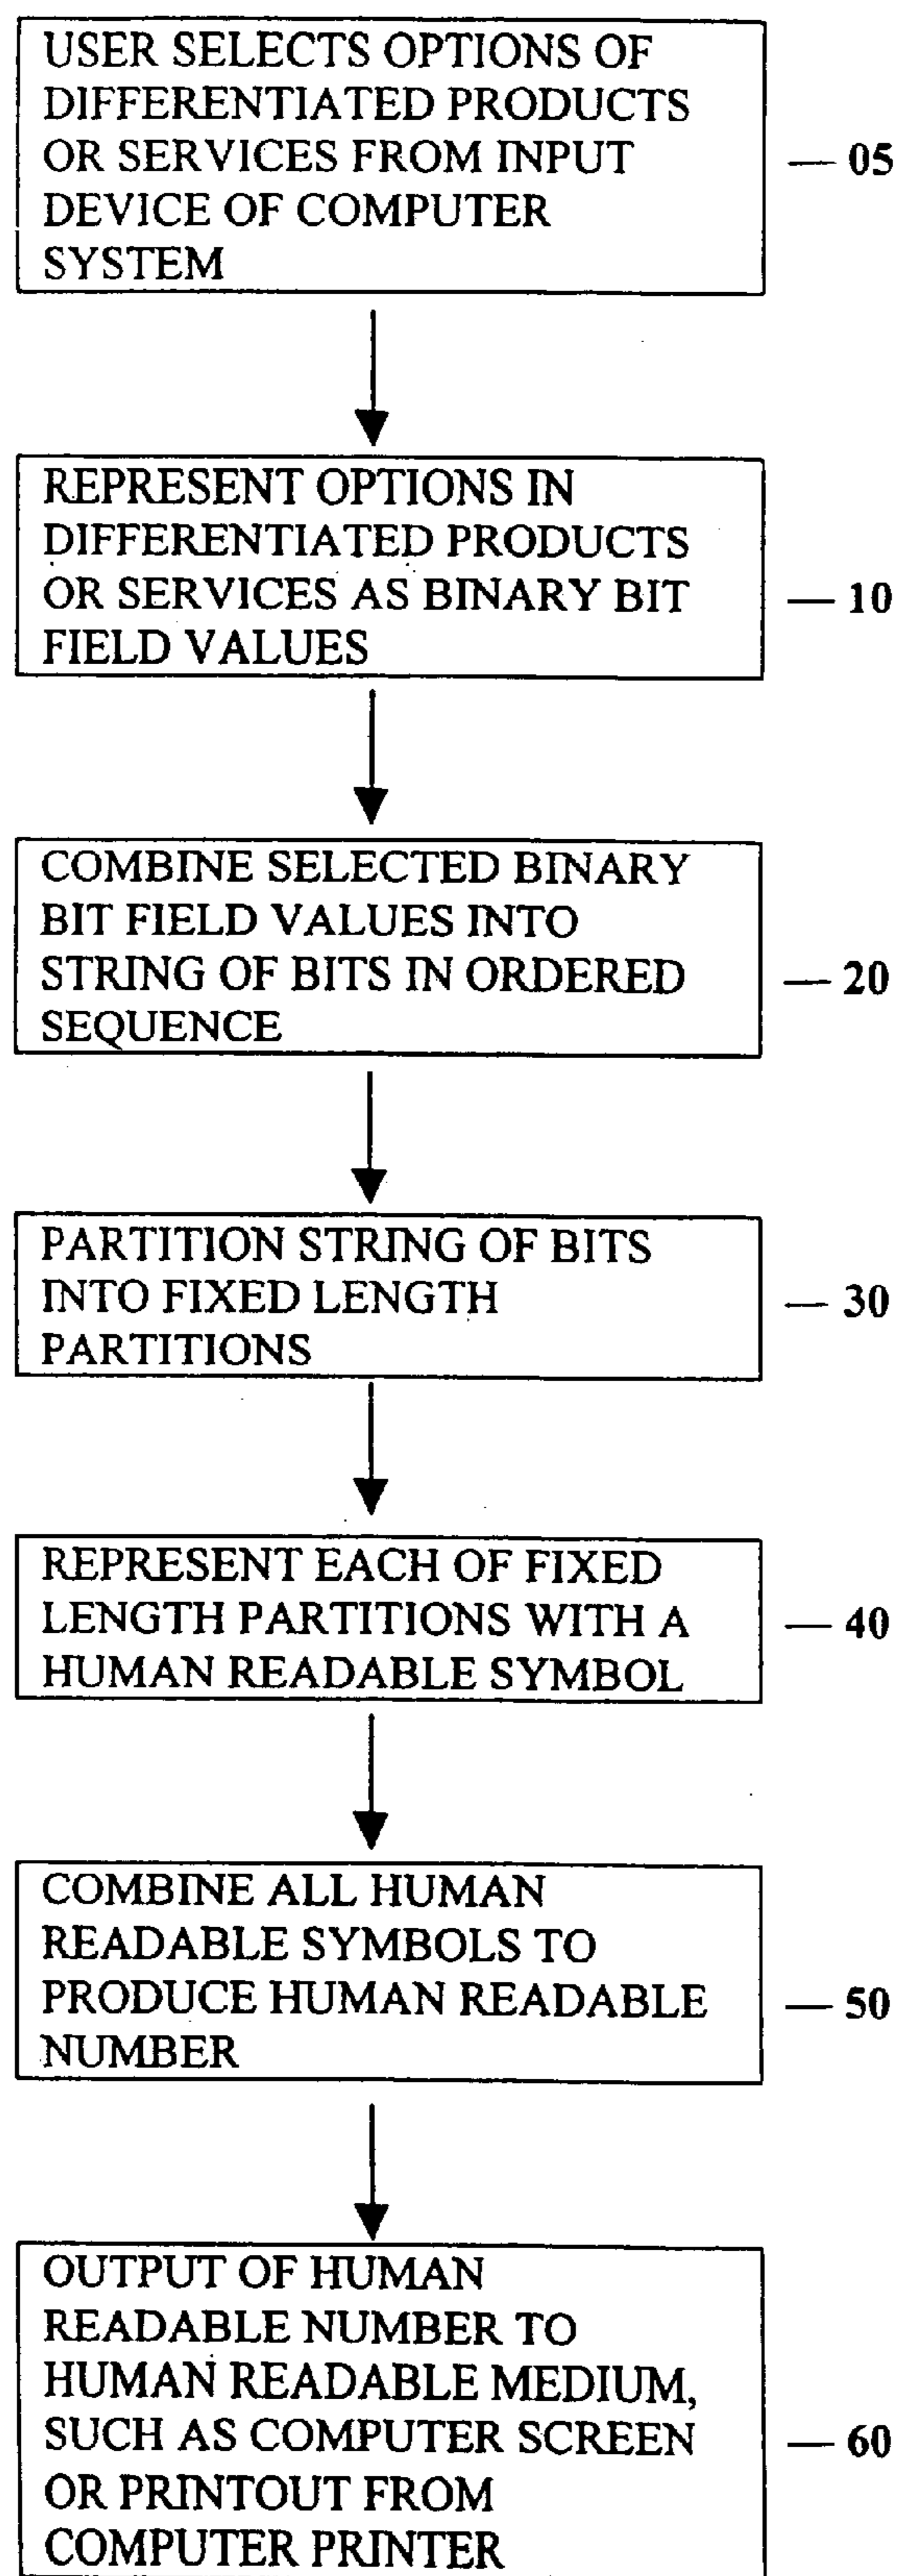 USER SELECTS OPTIONS OF
DIFFERENTIATED PRODUCTS
OR SERVICES FROM INPUT
DEVICE OF COMPUTER
SYSTEM
— 05
REPRESENT OPTIONS IN
DIFFERENTIATED PRODUCTS
OR SERVICES AS BINARY BIT
FIELD VALUES
— 10
COMBINE SELECTED BINARY
BIT FIELD VALUES INTO
STRING OF BITS IN ORDERED
SEQUENCE
— 20
PARTITION STRING OF BITS
INTO FIXED LENGTH
PARTITIONS
— 30
REPRESENT EACH OF FIXED
LENGTH PARTITIONS WITH A
HUMAN READABLE SYMBOL
— 40
COMBINE ALL HUMAN
READABLE SYMBOLS TO
PRODUCE HUMAN READABLE
NUMBER
— 50
OUTPUT OF HUMAN
READABLE NUMBER TO
HUMAN READABLE MEDIUM,
SUCH AS COMPUTER SCREEN
OR PRINTOUT FROM
COMPUTER PRINTER
— 60